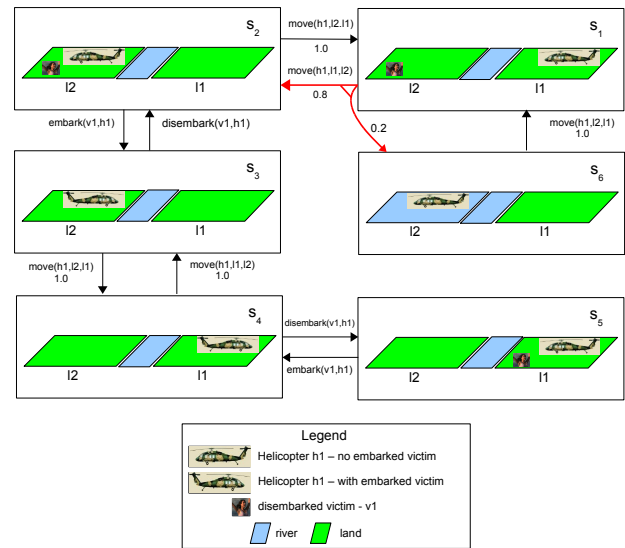 s2
move(h1,l2.l1)
1.0
s1
l2
l1
move(h1,l1,l2)
0.8
l2
l1
embark(v1,h1)
disembark(v1,h1)
0.2
move(h1,l2,l1)
1.0
s3
s6
l2
l1
l2
l1
move(h1,l2,l1)
1.0
move(h1,l1,l2)
1.0
s4
disembark(v1,h1)
s5
embark(v1,h1)
l2
l1
l2
l1
Legend
Helicopter h1 – no embarked victim
Helicopter h1 – with embarked victim
disembarked victim - v1
river
land